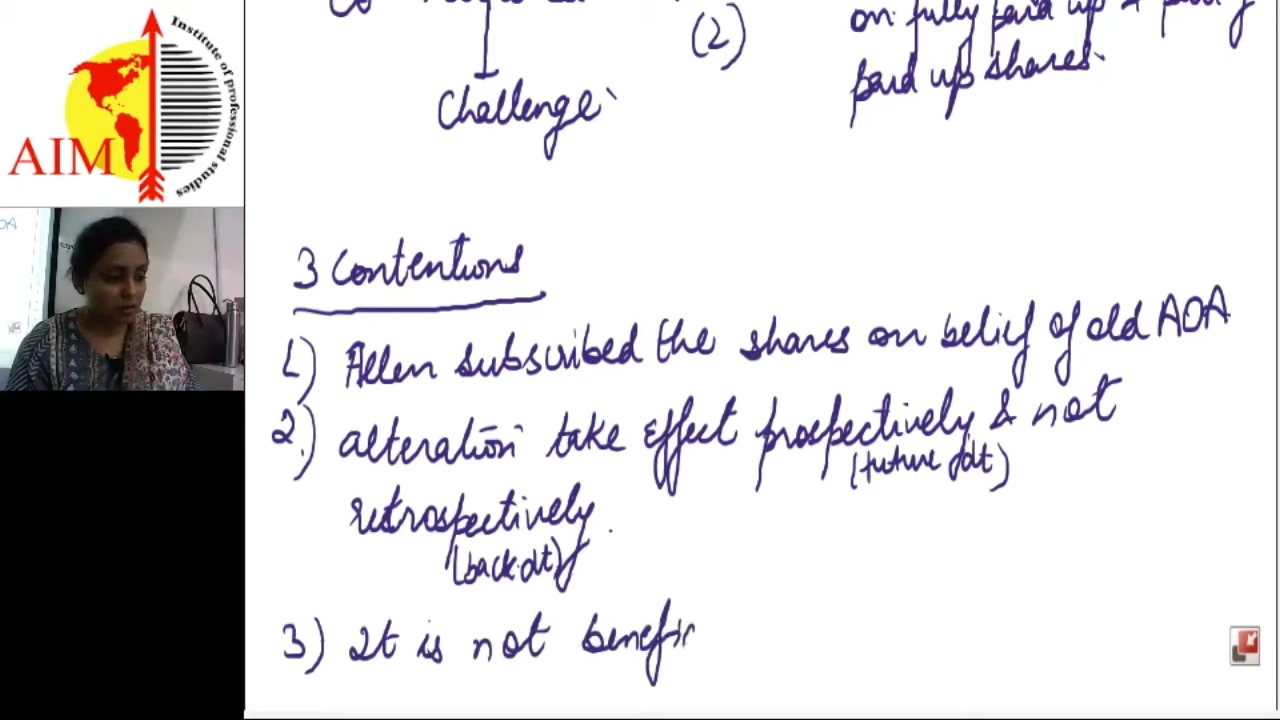 AIM
Institute of professional studies
(2)
on fully paid up & partly
paid up shares.
Challenge.
3 Contentions
1) Allen subscribed the shares on belief of old AOA
2.) alteration take effect prospectively & not
(future dt)
retrospectively.
(back dt)
3) It is not benefic